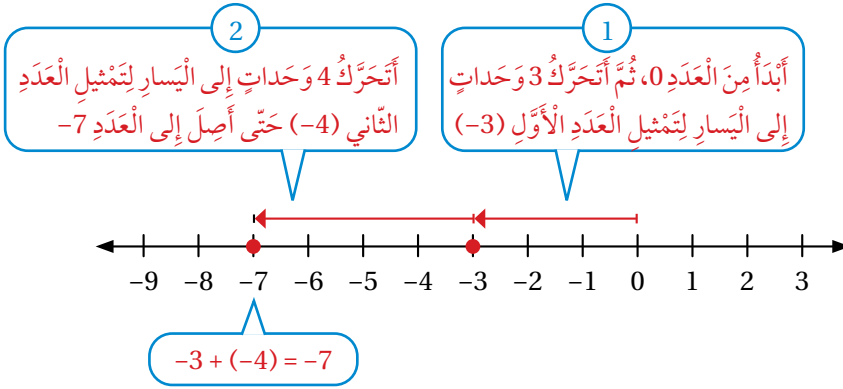 1
أَبْدَأُ مِنَ الْعَدَدِ 0، ثُمَّ أَتَحَرَّكُ 3 وَحَداتٍ
إِلى الْيَسارِ لِتَمْثيلِ الْعَدَدِ الْأَوَّلِ (–3)
2
أَتَحَرَّكُ 4 وَحَداتٍ إِلى الْيَسارِ لِتَمْثيلِ الْعَدَدِ
الثّاني (–4) حَتّى أَصِلَ إِلى الْعَدَدِ –7
–9 –8 –7 –6 –5 –4 –3 –2 –1 0 1 2 3
–3 + (–4) = –7